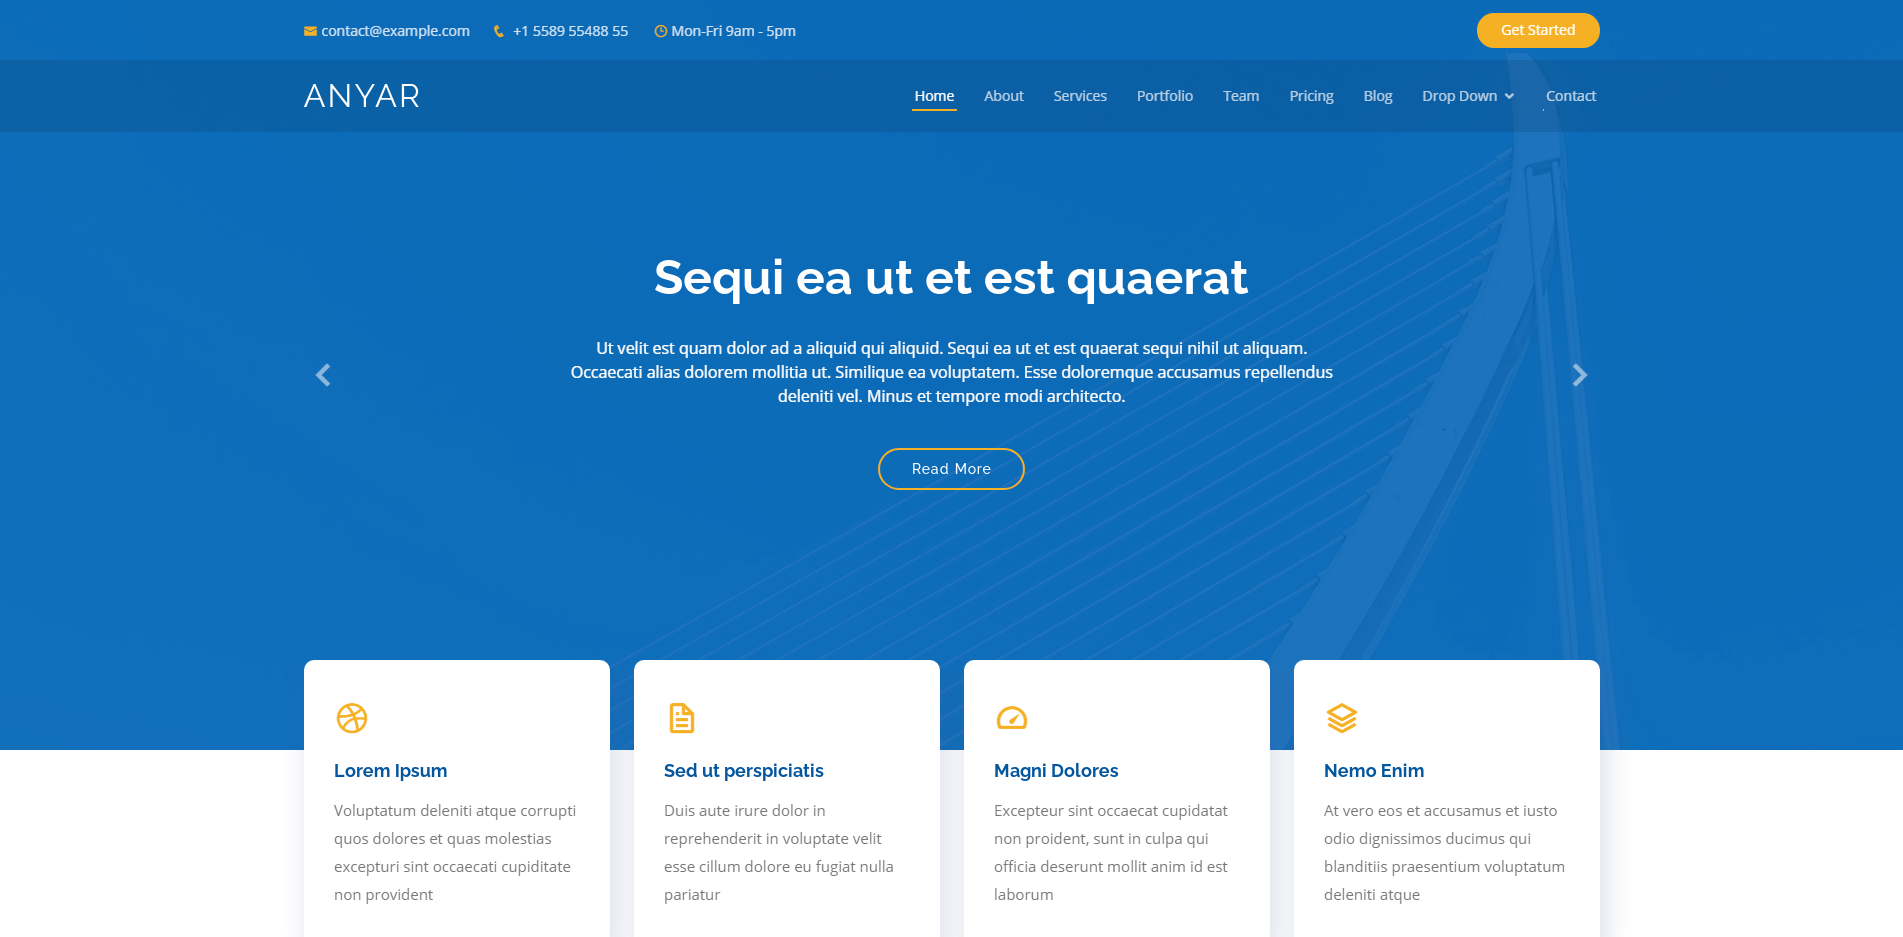 contact@example.com +1 5589 55488 55 Mon-Fri 9am - 5pm Get Started
ANYAR Home About Services Portfolio Team Pricing Blog Drop Down Contact
Sequi ea ut et est quaerat
Ut velit est quam dolor ad a aliquid qui aliquid. Sequi ea ut et est quaerat sequi nihil ut aliquam.
Occaecati alias dolorem mollitia ut. Similique ea voluptatem. Esse doloremque accusamus repellendus
deleniti vel. Minus et tempore modi architecto.
Read More
Lorem Ipsum
Voluptatum deleniti atque corrupti
quos dolores et quas molestias
excepturi sint occaecati cupiditate
non provident
Sed ut perspiciatis
Duis aute irure dolor in
reprehenderit in voluptate velit
esse cillum dolore eu fugiat nulla
pariatur
Magni Dolores
Excepteur sint occaecat cupidatat
non proident, sunt in culpa qui
officia deserunt mollit anim id est
laborum
Nemo Enim
At vero eos et accusamus et iusto
odio dignissimos ducimus qui
blanditiis praesentium voluptatum
deleniti atque